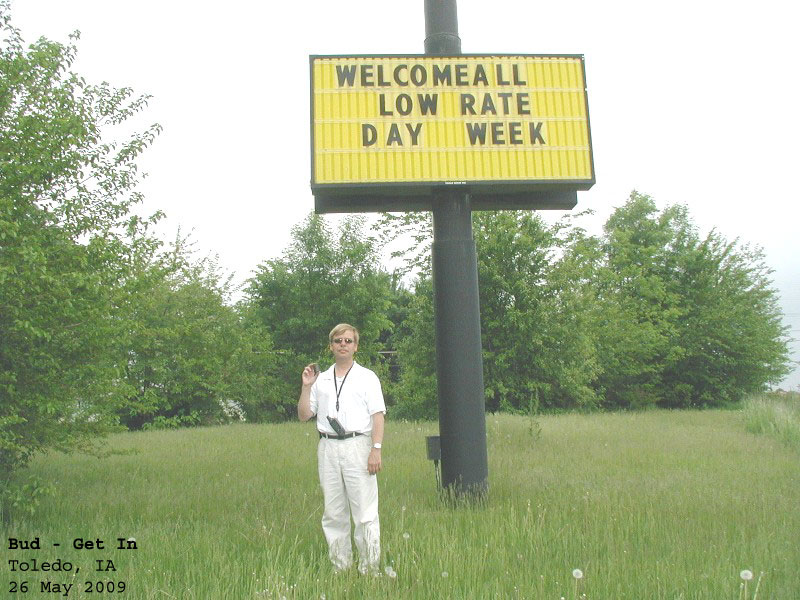 WELCOMEALL
LOW RATE
DAY WEEK
Bud - Get In
Toledo, IA
26 May 2009